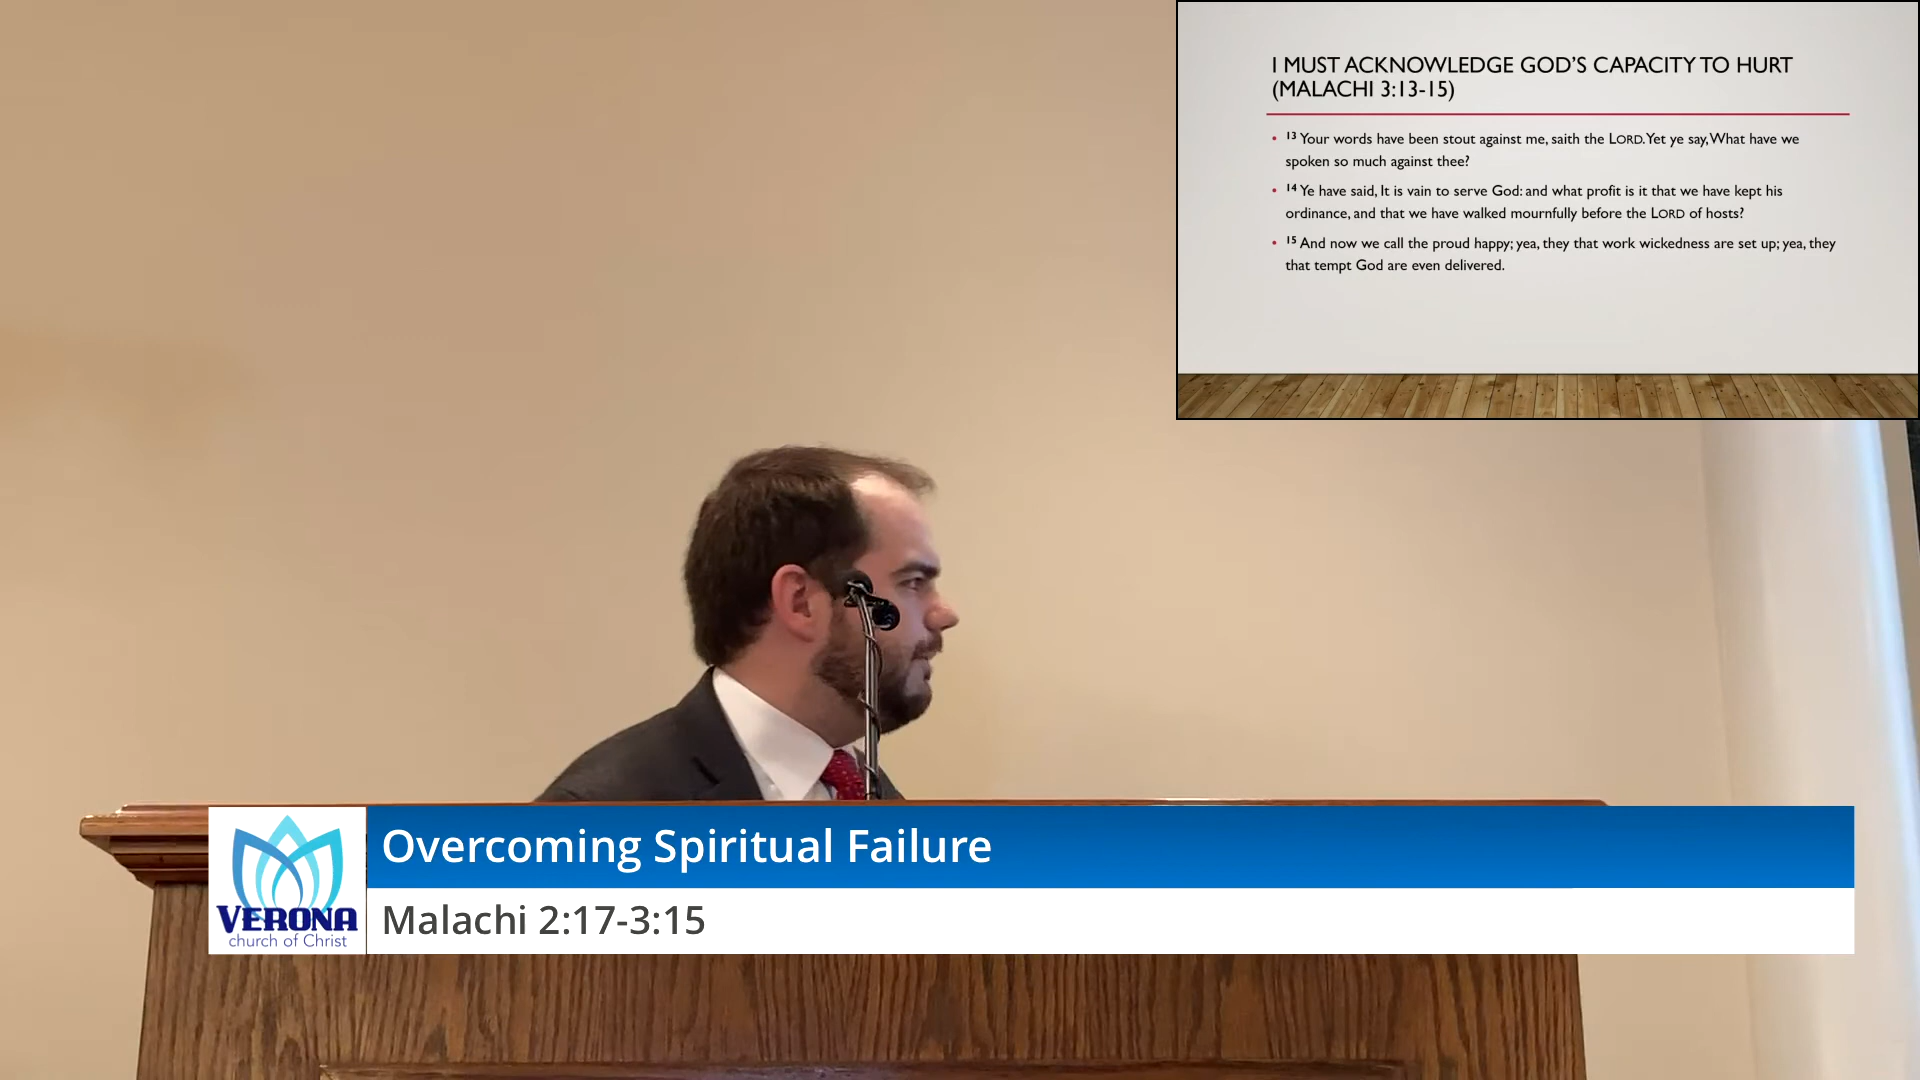 I MUST ACKNOWLEDGE GOD'S CAPACITY TO HURT
(MALACHI 3:13-15)
• 13 Your words have been stout against me, saith the LORD. Yet ye say, What have we
spoken so much against thee?
• 14 Ye have said, It is vain to serve God: and what profit is it that we have kept his
ordinance, and that we have walked mournfully before the LORD of hosts?
• 15 And now we call the proud happy; yea, they that work wickedness are set up; yea, they
that tempt God are even delivered.
Overcoming Spiritual Failure
Malachi 2:17-3:15
VERONA
church of Christ